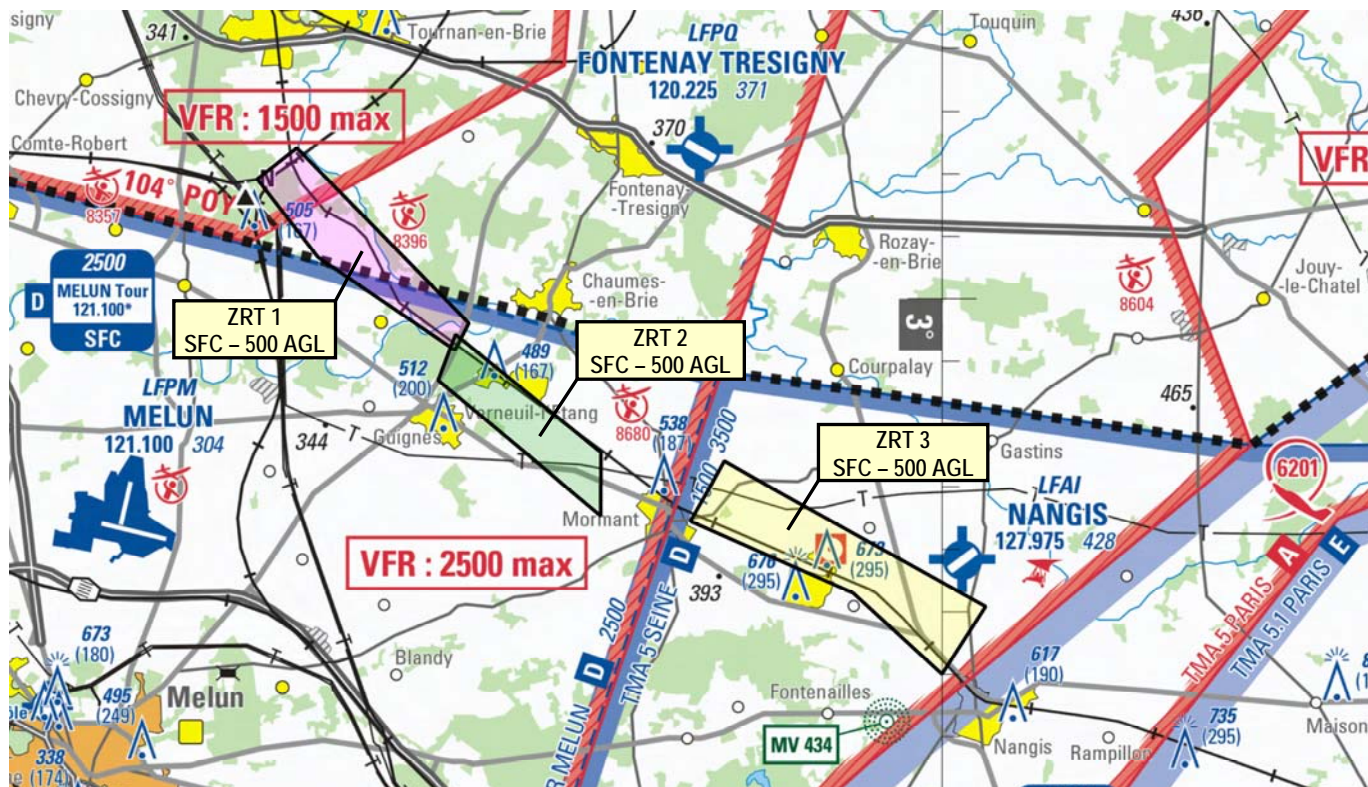 signy
341
Tournan-en-Brie
LFPQ
FONTENAY TRESIGNY
120.225 371
Touquin
436
Chevry-Cossigny
VFR : 1500 max
370
Comte-Robert
VFR
Fontenay-
-Tresigny
104° POY
N
8357
505
(167)
8396
Rozay-
-en-Brie
2500
D
MELUN Tour
121.100*
SFC
Chaumes-
-en-Brie
8604
Jouy-
-le-Chatel
ZRT 1
SFC – 500 AGL
3°
ZRT 2
SFC – 500 AGL
512
(200)
489
(167)
Courpalay
465
LFPM
MELUN
121.100 304
344
Guignes
Verneuil-l'Etang
8680
538
(187)
1500 - 3500
ZRT 3
SFC – 500 AGL
Gastins
6201
LFAI
NANGIS
127.975 428
Mormant
VFR : 2500 max
D
676
(295)
673
(295)
393
A
E
673
(180)
Blandy
2500
TMA 5 SEINE
TMA 5 PARIS
TMA 5.1 PARIS
495
(249)
Melun
D
617
(190)
Fontenailles
338
(174)
MELUN
MV 434
Nangis
Rampillon
735
(295)
Maison